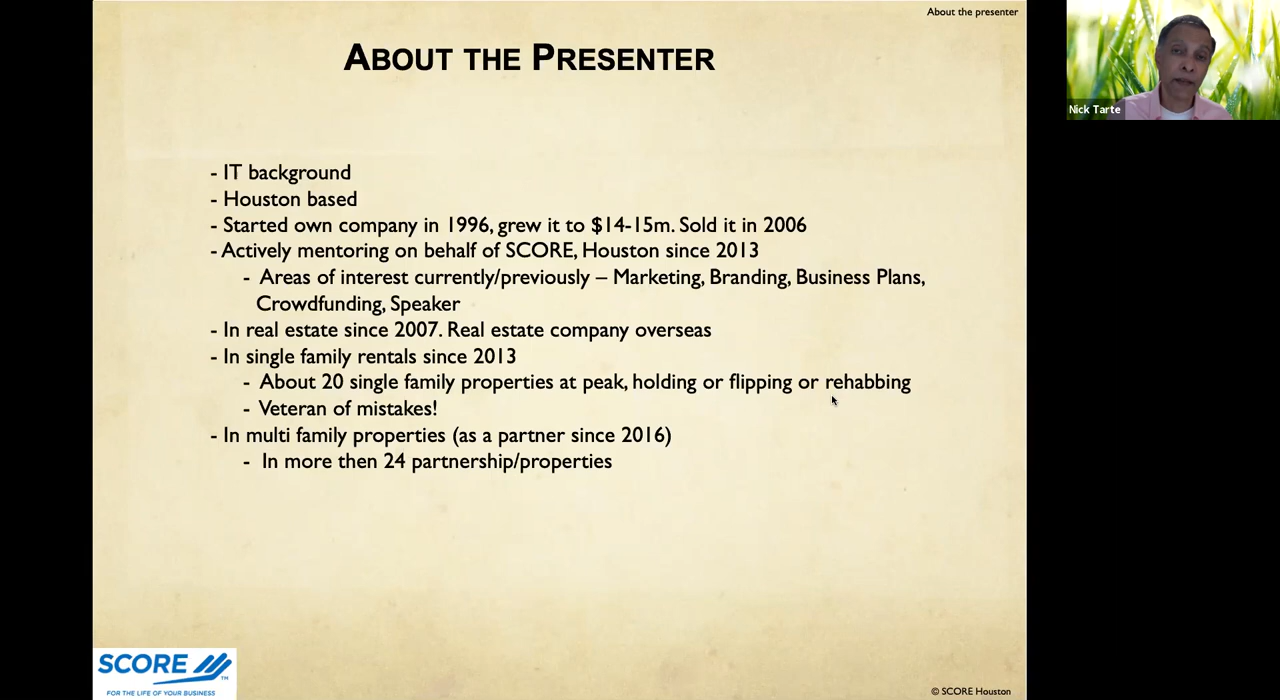 About the presenter
ABOUT THE PRESENTER
Nick Tarte
- IT background
- Houston based
- Started own company in 1996, grew it to $14-15m. Sold it in 2006
- Actively mentoring on behalf of SCORE, Houston since 2013
- Areas of interest currently/previously – Marketing, Branding, Business Plans,
Crowdfunding, Speaker
- In real estate since 2007. Real estate company overseas
- In single family rentals since 2013
- About 20 single family properties at peak, holding or flipping or rehabbing
- Veteran of mistakes!
- In multi family properties (as a partner since 2016)
- In more then 24 partnership/properties
SCORE TM
FOR THE LIFE OF YOUR BUSINESS
© SCORE Houston